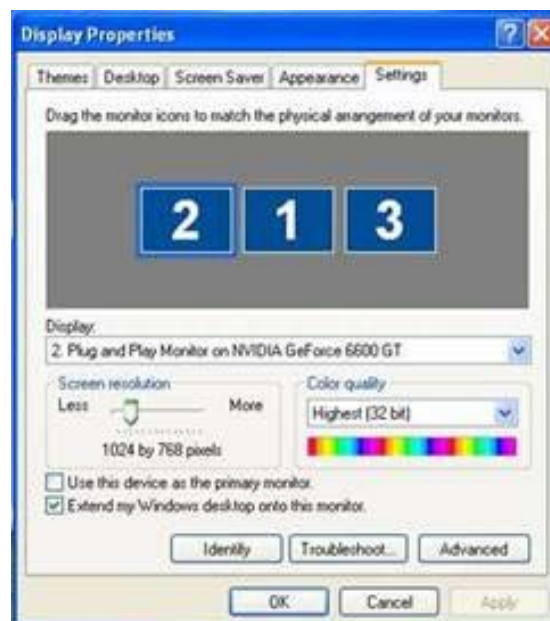 Display Properties
Themes Desktop Screen Saver Appearance Settings
Drag the monitor icons to match the physical arrangement of your monitors.
2 1 3
Display:
2. Plug and Play Monitor on NVIDIA GeForce 6600 GT
Screen resolution Color quality
Less More Highest (32 bit)
1024 by 768 pixels
Use this device as the primary monitor.
Extend my Windows desktop onto this monitor.
Identify Troubleshoot... Advanced
OK Cancel Apply